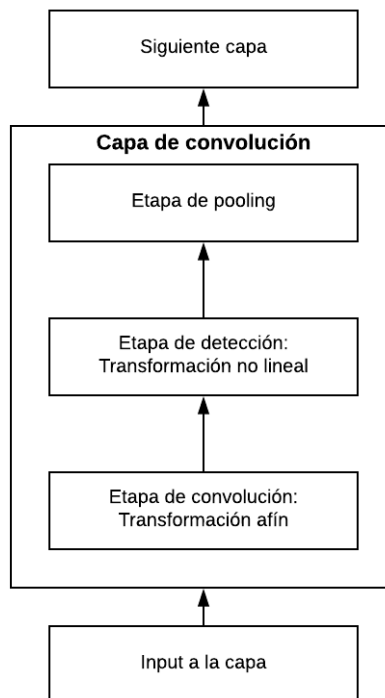 Siguiente capa
Capa de convolución
Etapa de pooling
Etapa de detección:
Transformación no lineal
Etapa de convolución:
Transformación afín
Input a la capa